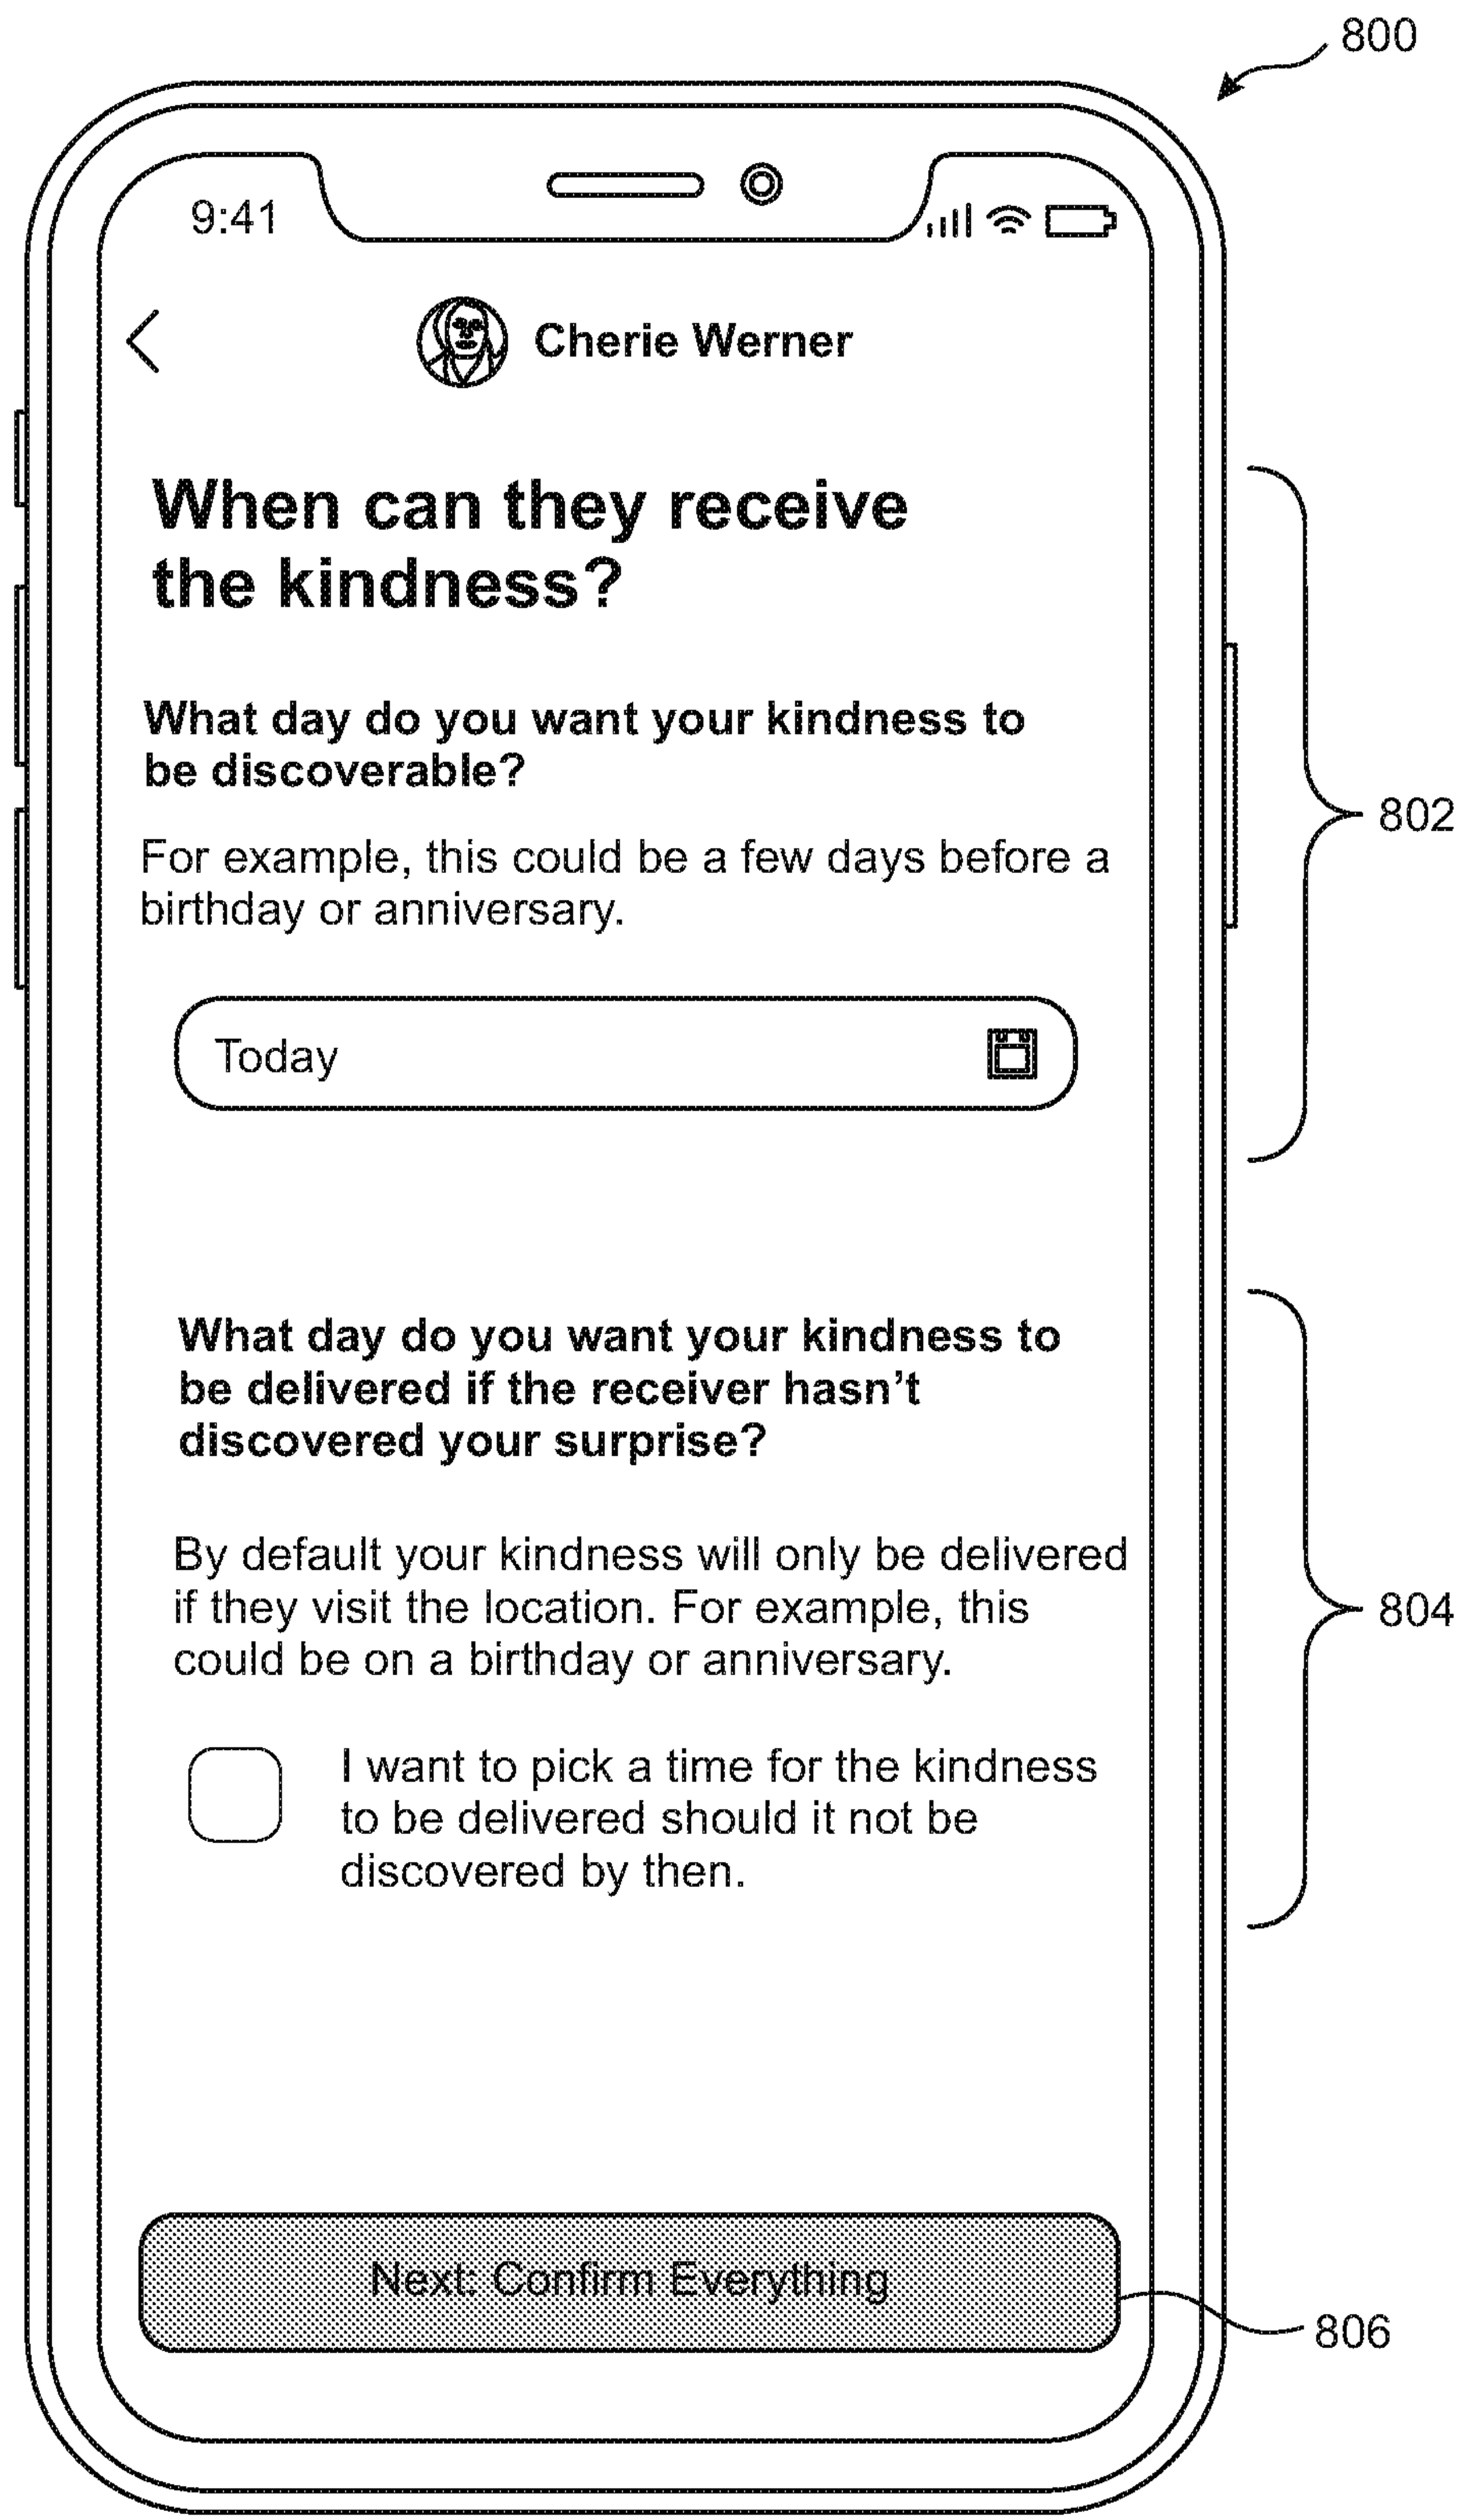 800
9:41
Cherie Werner
When can they receive
the kindness?
What day do you want your kindness to
be discoverable?
802
For example, this could be a few days before a
birthday or anniversary.
Today
What day do you want your kindness to
be delivered if the receiver hasn’t
discovered your surprise?
By default your kindness will only be delivered
if they visit the location. For example, this
804
could be on a birthday or anniversary.
I want to pick a time for the kindness
to be delivered should it not be
discovered by then.
Next: Confirm Everything
806